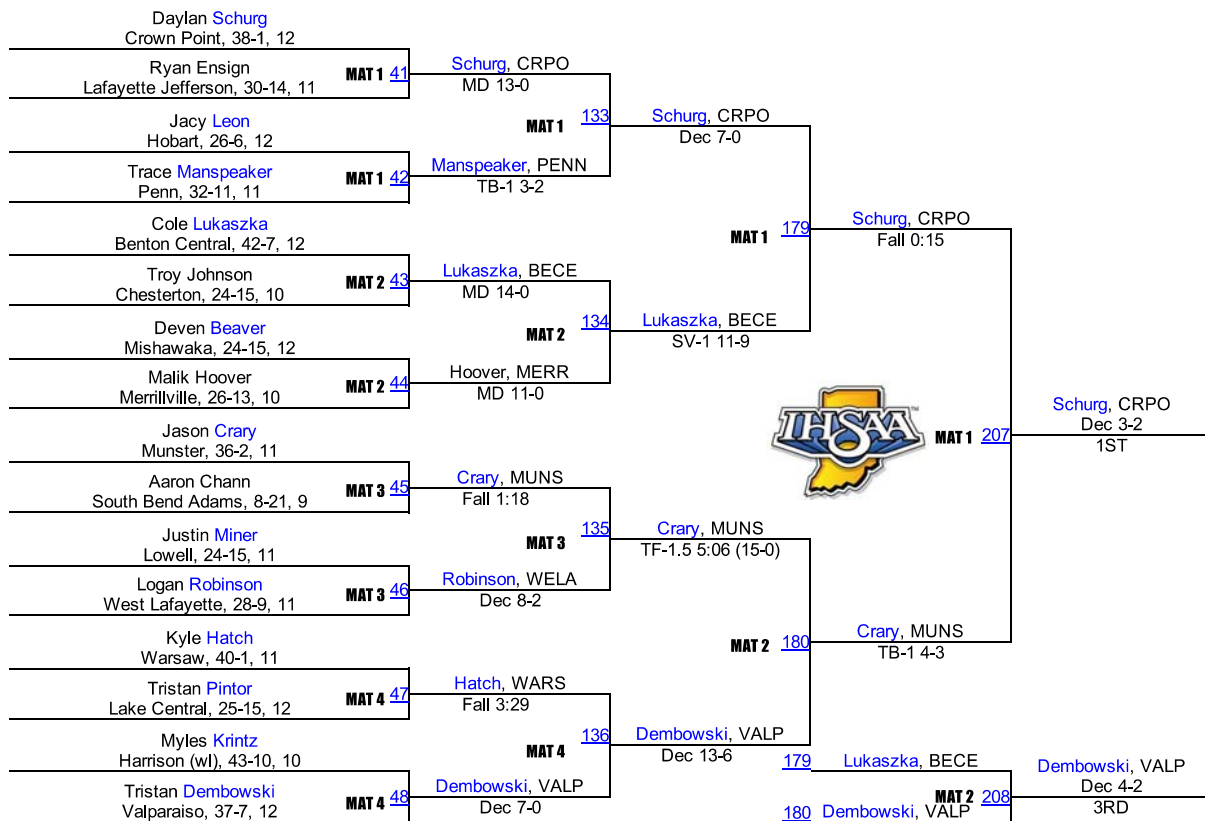 Daylan Schurg
Crown Point, 38-1, 12
Ryan Ensign
Lafayette Jefferson, 30-14, 11
MAT 1 41
Schurg, CRPO
MD 13-0
Jacy Leon
Hobart, 26-6, 12
Trace Manspeaker
Penn, 32-11, 11
MAT 1 42
Manspeaker, PENN
TB-1 3-2
MAT 1 133
Schurg, CRPO
Dec 7-0
Cole Lukaszka
Benton Central, 42-7, 12
Troy Johnson
Chesterton, 24-15, 10
MAT 2 43
Lukaszka, BECE
MD 14-0
Deven Beaver
Mishawaka, 24-15, 12
Malik Hoover
Merrillville, 26-13, 10
MAT 2 44
Hoover, MERR
MD 11-0
MAT 2 134
Lukaszka, BECE
SV-1 11-9
MAT 1 179
Schurg, CRPO
Fall 0:15
Jason Crary
Munster, 36-2, 11
Aaron Chann
South Bend Adams, 8-21, 9
MAT 3 45
Crary, MUNS
Fall 1:18
Justin Miner
Lowell, 24-15, 11
Logan Robinson
West Lafayette, 28-9, 11
MAT 3 46
Robinson, WELA
Dec 8-2
MAT 3 135
Crary, MUNS
TF-1.5 5:06 (15-0)
Kyle Hatch
Warsaw, 40-1, 11
Tristan Pintor
Lake Central, 25-15, 12
MAT 4 47
Hatch, WARS
Fall 3:29
Myles Krintz
Harrison (wl), 43-10, 10
Tristan Dembowski
Valparaiso, 37-7, 12
MAT 4 48
Dembowski, VALP
Dec 7-0
MAT 4 136
Dembowski, VALP
Dec 13-6
MAT 2 180
Crary, MUNS
TB-1 4-3
IHSAA
TM
MAT 1 207
Schurg, CRPO
Dec 3-2
1ST
179 Lukaszka, BECE
180 Dembowski, VALP
MAT 2 208
Dembowski, VALP
Dec 4-2
3RD